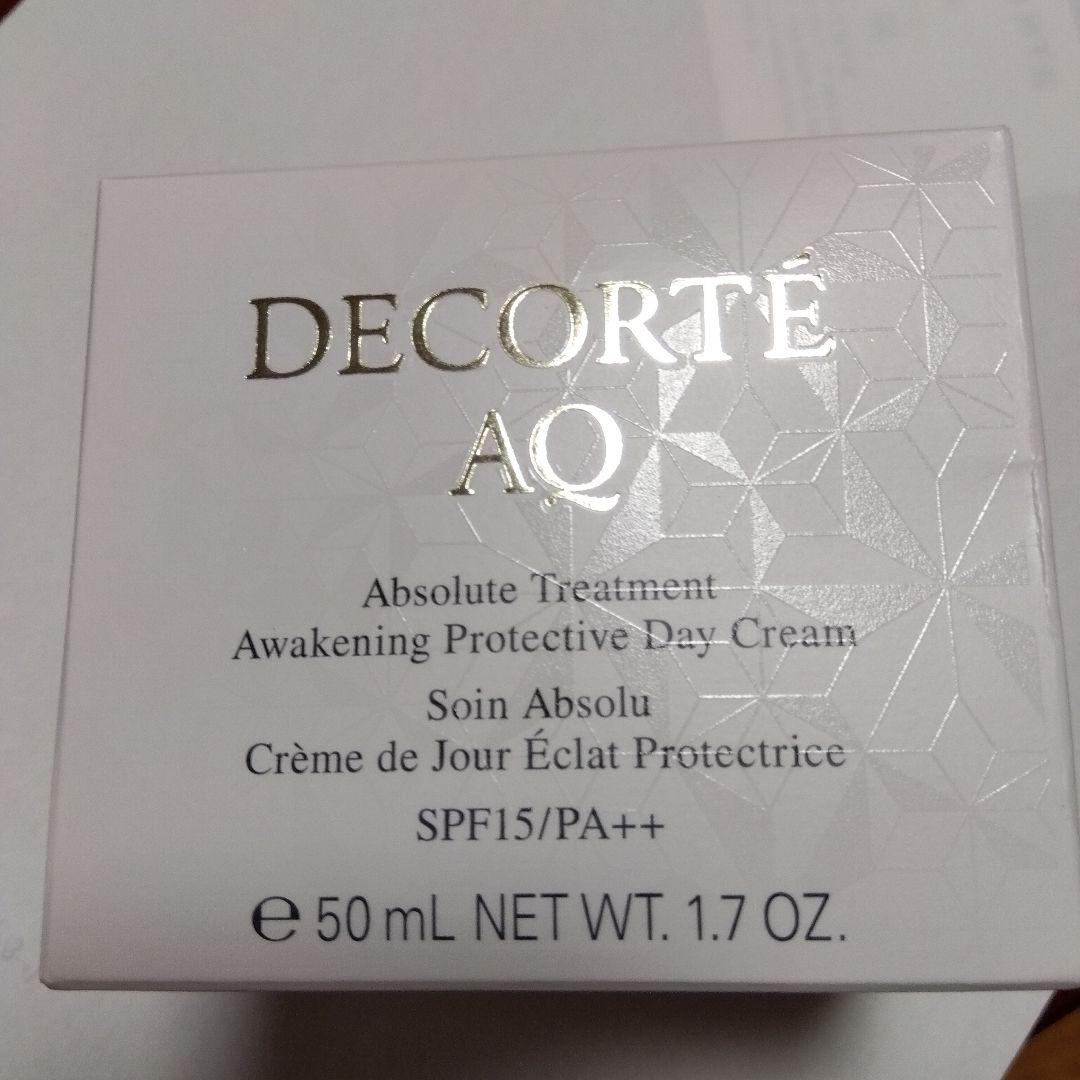 DECORTÉ
AQ
Absolute Treatment
Awakening Protective Day Cream
Soin Absolu
Crème de Jour Éclat Protectrice
SPF15/PA++
℮ 50 mL NET WT. 1.7 OZ.